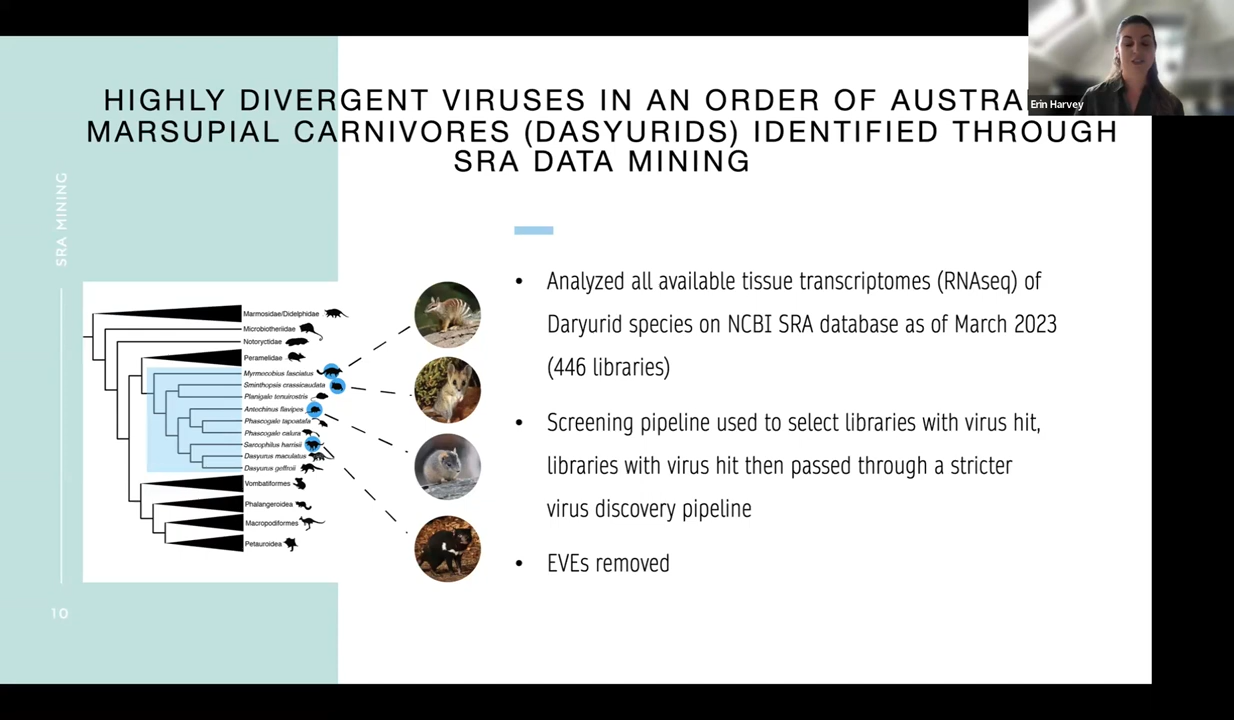 HIGHLY DIVERGENT VIRUSES IN AN ORDER OF AUSTRA
MARSUPIAL CARNIVORES (DASYURIDS) IDENTIFIED THROUGH
SRA DATA MINING
Erin Harvey
SRA MINING
Marmosidae/Didelphidae
Microbiotheriidae
Notoryctidae
Peramelidae
Myrmecobius fasciatus
Sminthopsis crassicaudata
Planigale tenuirostris
Antechinus flavipes
Phascogale tapoatafa
Phascogale calura
Sarcophilus harrisii
Dasyurus maculatus
Dasyurus geffroii
Vombatiformes
Phalangeroidea
Macropodiformes
Petauroidea
• Analyzed all available tissue transcriptomes (RNAseq) of
Daryurid species on NCBI SRA database as of March 2023
(446 libraries)
• Screening pipeline used to select libraries with virus hit,
libraries with virus hit then passed through a stricter
virus discovery pipeline
• EVEs removed
10